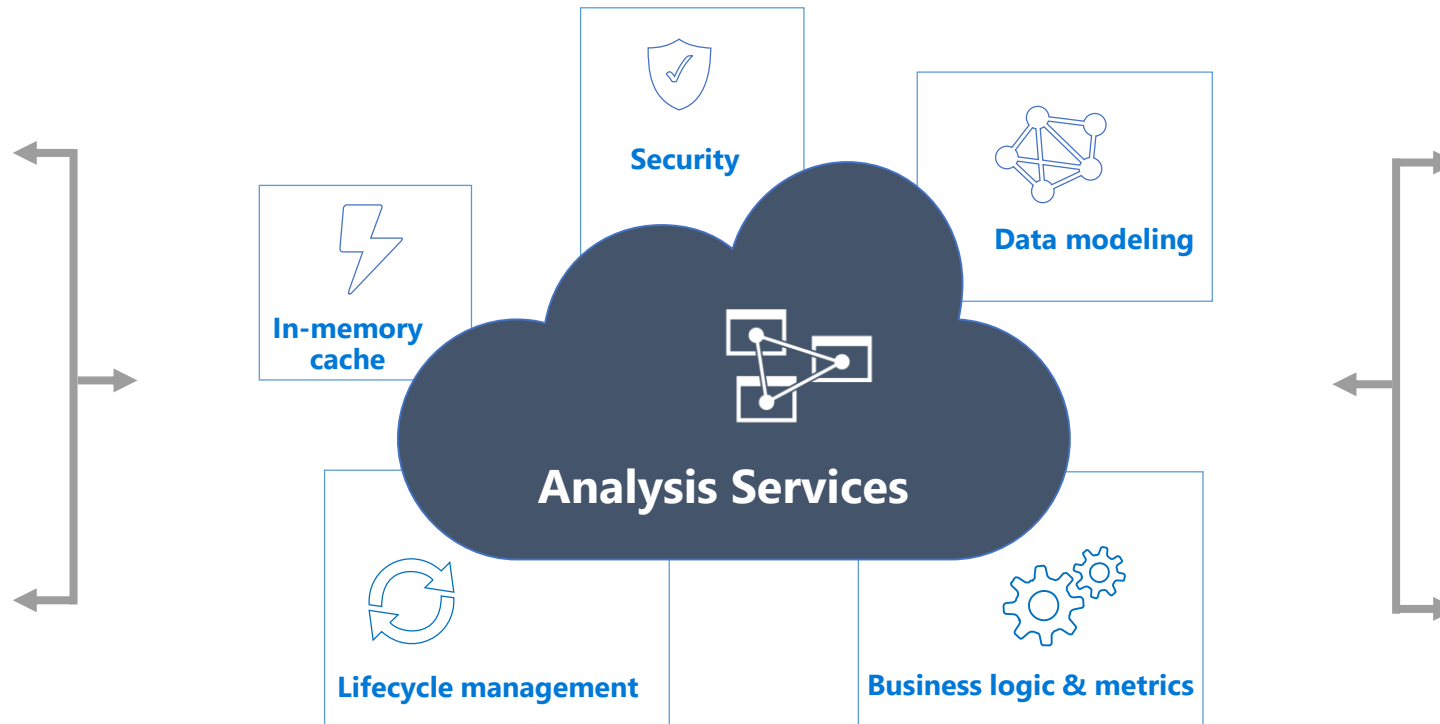 Security
Data modeling
In-memory
cache
Analysis Services
Lifecycle management
Business logic & metrics